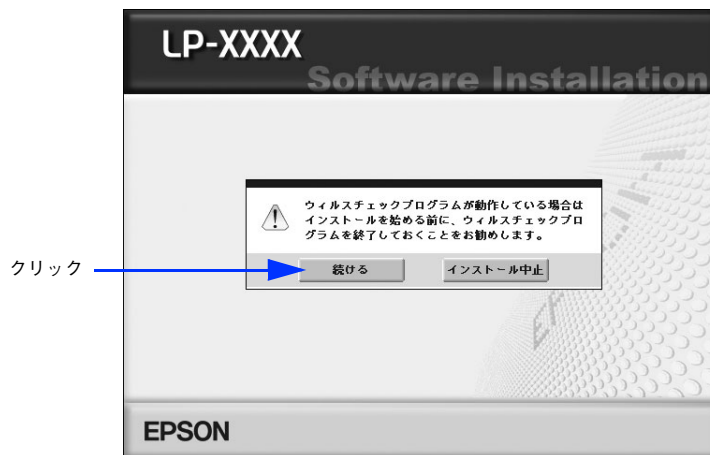 LP-XXXX
Software Installation
ウィルスチェックプログラムが動作している場合は
インストールを始める前に、ウィルスチェックプロ
グラムを終了しておくことをお勧めします。
クリック
続ける
インストール中止
EPSON